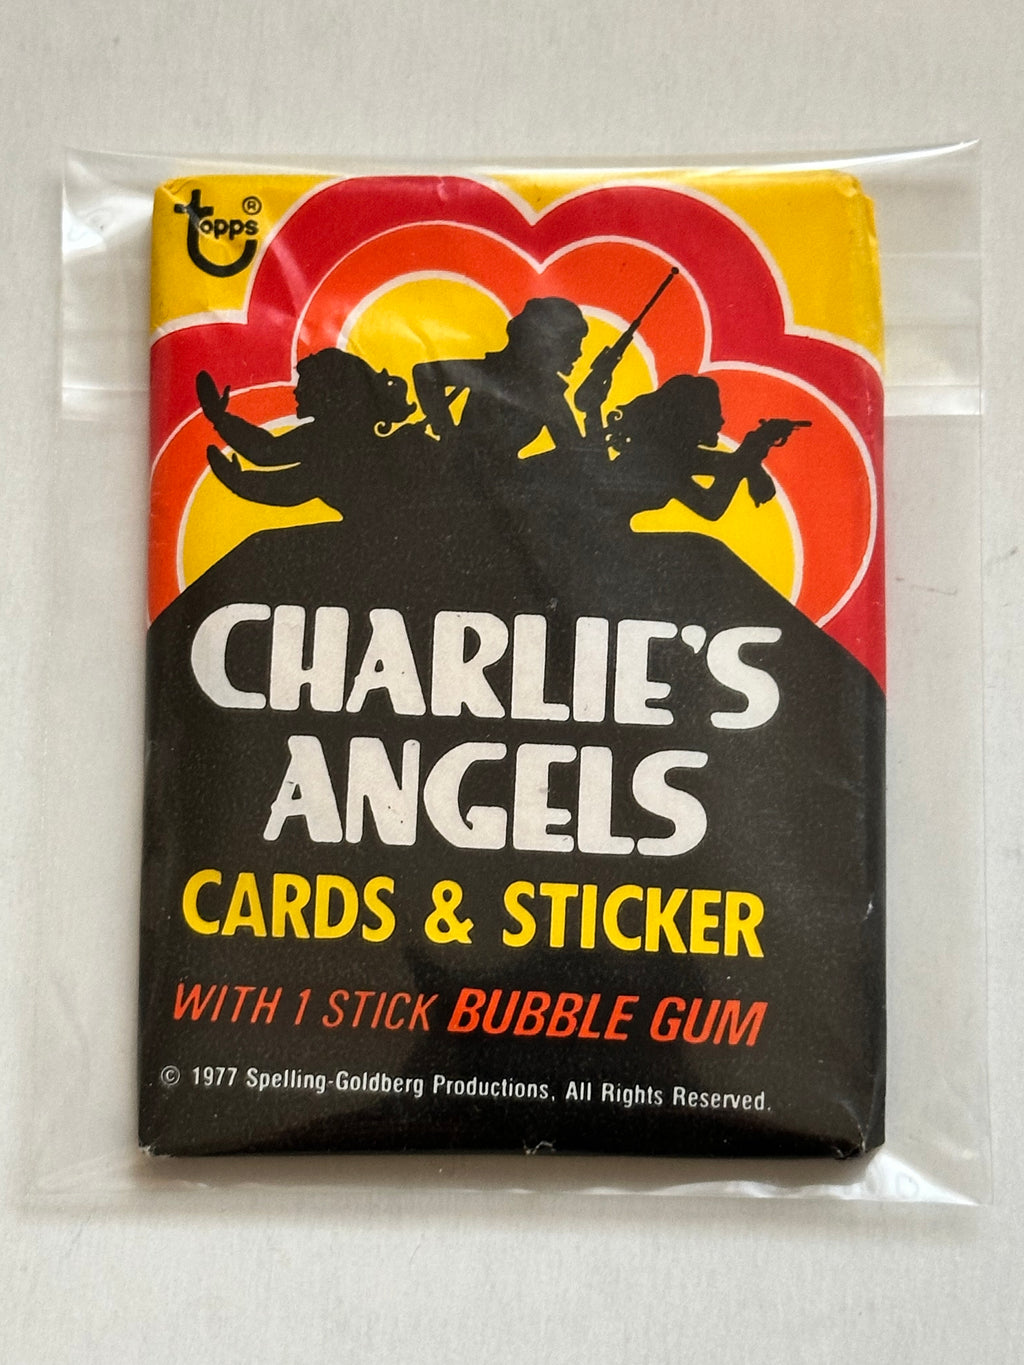 topps®
CHARLIE'S
ANGELS
CARDS & STICKER
WITH 1 STICK BUBBLE GUM
© 1977 Spelling-Goldberg Productions, All Rights Reserved.